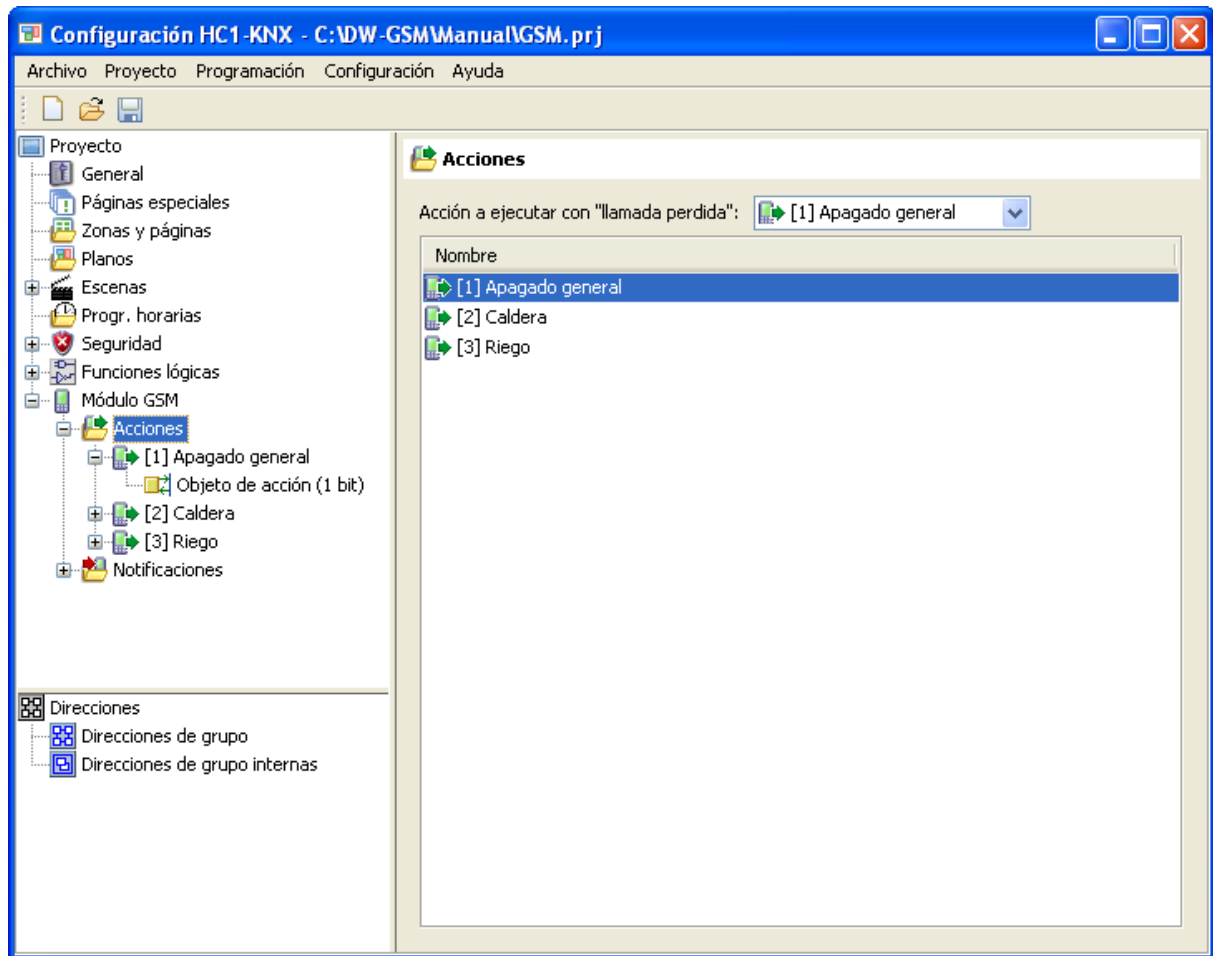 Configuración HC1-KNX - C:\DW-GSM\Manual\GSM.prj
Archivo Proyecto Programación Configuración Ayuda
Proyecto
General
Páginas especiales
Zonas y páginas
Planos
Escenas
Progr. horarias
Seguridad
Funciones lógicas
Módulo GSM
Acciones
[1] Apagado general
Objeto de acción (1 bit)
[2] Caldera
[3] Riego
Notificaciones
Direcciones
Direcciones de grupo
Direcciones de grupo internas
Acciones
Acción a ejecutar con "llamada perdida": [1] Apagado general
Nombre
[1] Apagado general
[2] Caldera
[3] Riego